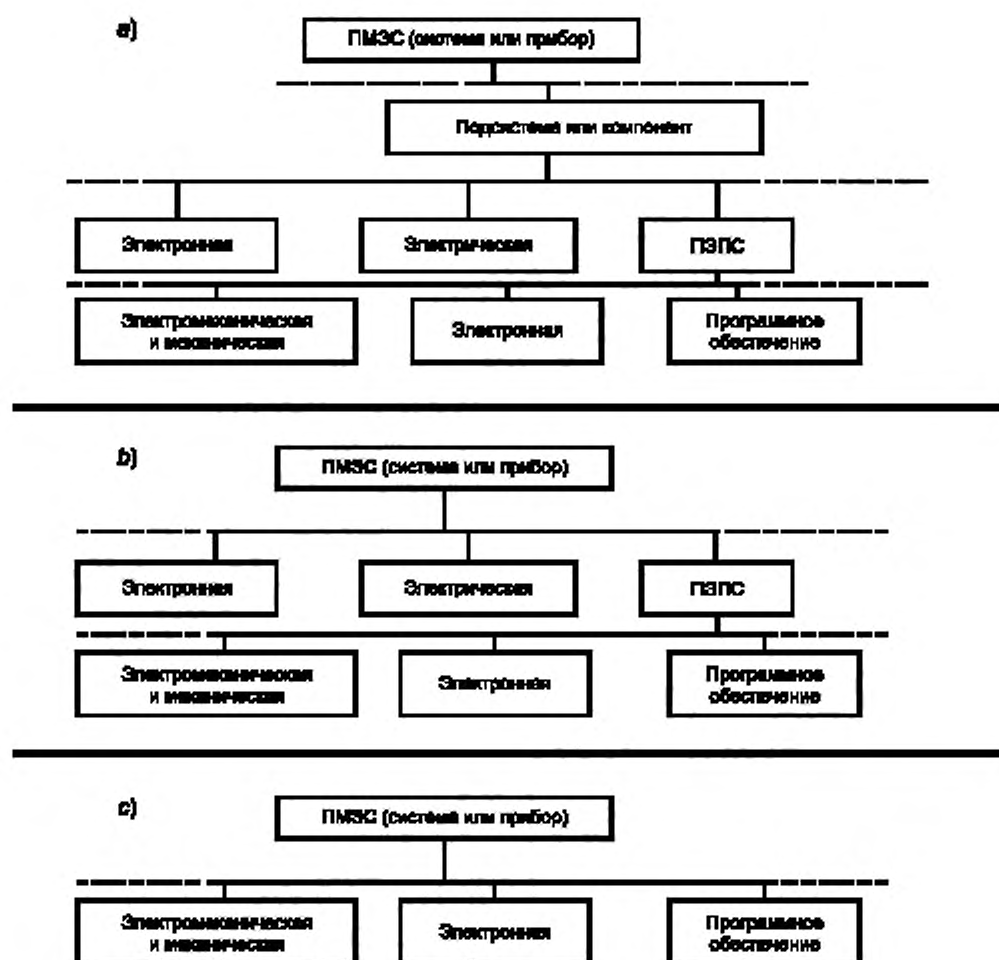 a)
ПМЭС (система или прибор)
Подсистема или компонент
Электронная
Электрическая
ПЭПС
Электромеханическая
и механическая
Электронная
Программное
обеспечение
b)
ПМЭС (система или прибор)
Электронная
Электрическая
ПЭПС
Электромеханическая
и механическая
Электронная
Программное
обеспечение
c)
ПМЭС (система или прибор)
Электромеханическая
и механическая
Электронная
Программное
обеспечение